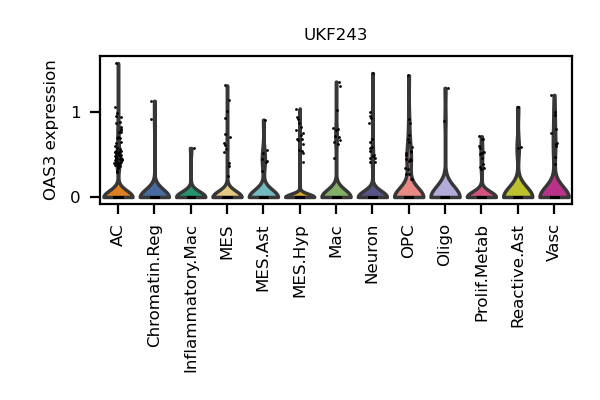 UKF243
OAS3 expression
1
0
AC
Chromatin.Reg
Inflammatory.Mac
MES
MES.Ast
MES.Hyp
Mac
Neuron
OPC
Oligo
Prolif.Metab
Reactive.Ast
Vasc